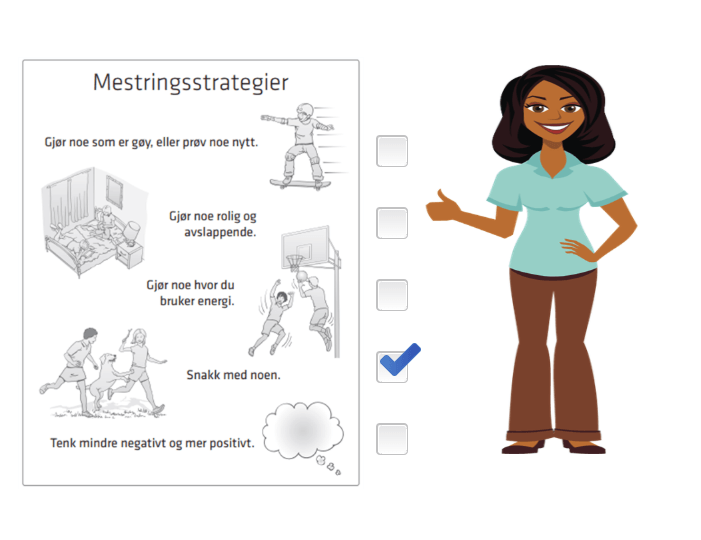 Mestringsstrategier
Gjør noe som er gøy, eller prøv noe nytt.
Gjør noe rolig og
avslappende.
Gjør noe hvor du
bruker energi.
Snakk med noen.
Tenk mindre negativt og mer positivt.